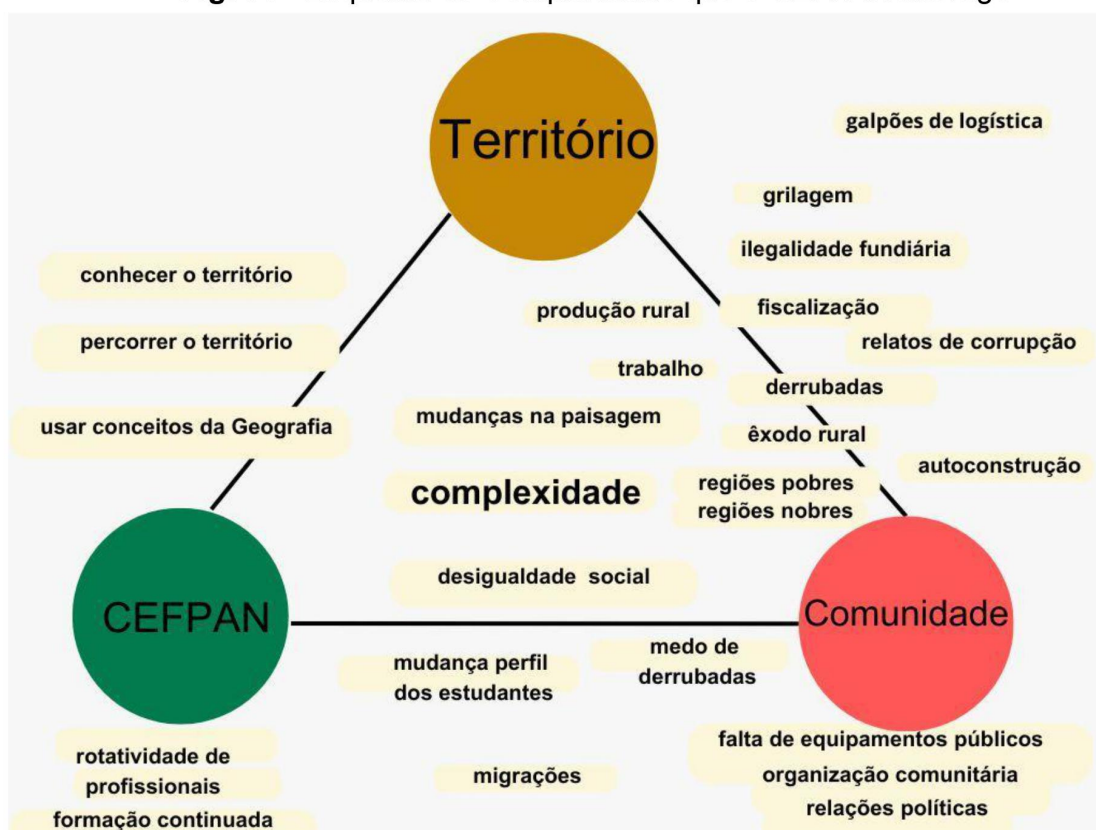 Território
galpões de logística
grilagem
ilegalidade fundiária
conhecer o território
produção rural
fiscalização
percorrer o território
relatos de corrupção
trabalho
derrubadas
mudanças na paisagem
usar conceitos da Geografia
êxodo rural
autoconstrução
complexidade
regiões pobres
regiões nobres
desigualdade social
CEFPAN
Comunidade
mudança perfil
dos estudantes
medo de
derrubadas
rotatividade de
profissionais
formação continuada
migrações
falta de equipamentos públicos
organização comunitária
relações políticas